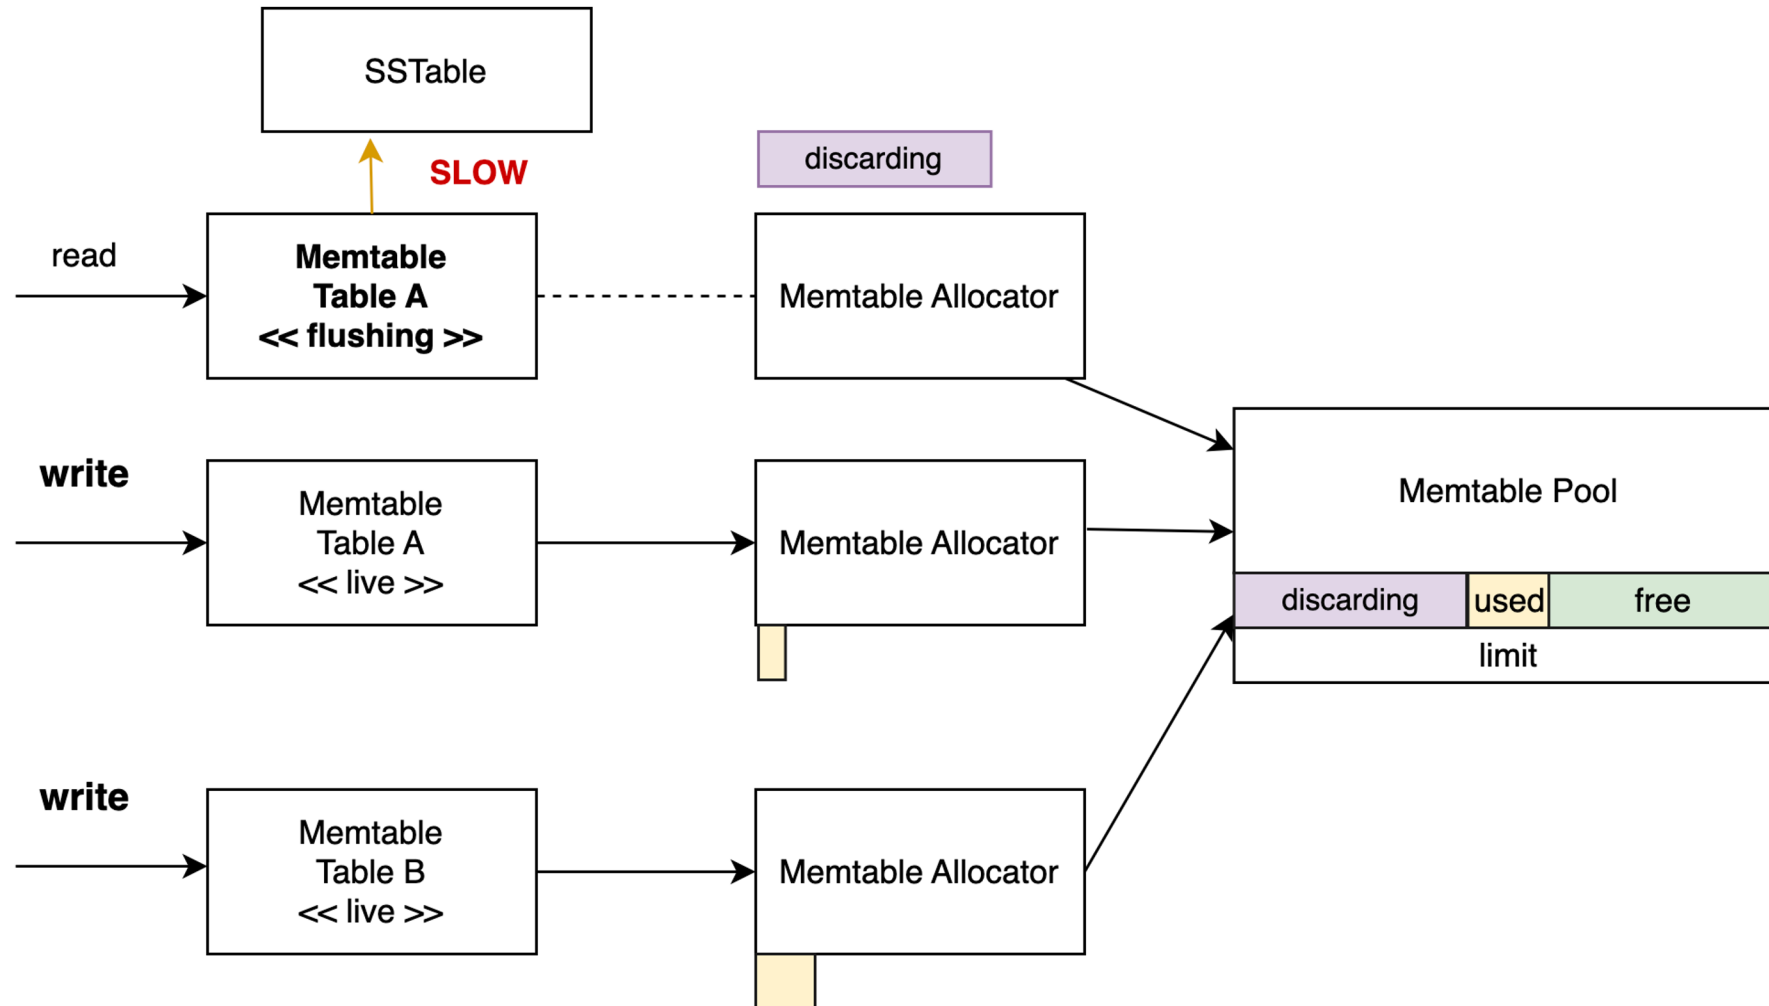 SSTable
SLOW
discarding
read
Memtable
Table A
<< flushing >>
Memtable Allocator
write
Memtable
Table A
<< live >>
Memtable Allocator
Memtable Pool
discarding
used
free
limit
write
Memtable
Table B
<< live >>
Memtable Allocator